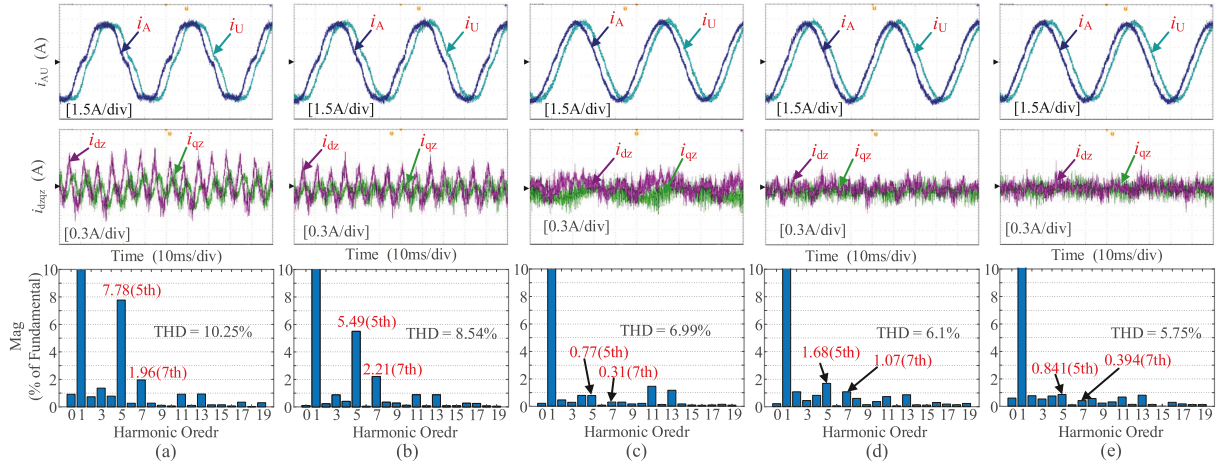 i_AU (A)
i_A
i_U
[1.5A/div]
i_A
i_U
[1.5A/div]
i_A
i_U
[1.5A/div]
i_A
i_U
[1.5A/div]
i_A
i_U
[1.5A/div]
i_dzqz (A)
i_dz
i_qz
[0.3A/div]
i_dz
i_qz
[0.3A/div]
i_dz
i_qz
[0.3A/div]
i_dz
i_qz
[0.3A/div]
i_dz
i_qz
[0.3A/div]
Time (10ms/div)
Time (10ms/div)
Time (10ms/div)
Time (10ms/div)
Mag
(% of Fundamental)
10
8
6
4
2
0
7.78(5th)
THD = 10.25%
1.96(7th)
0 1 3 5 7 9 11 13 15 17 19
Harmonic Oredr
(a)
10
8
6
4
2
0
5.49(5th)
THD = 8.54%
2.21(7th)
0 1 3 5 7 9 11 13 15 17 19
Harmonic Oredr
(b)
10
8
6
4
2
0
THD = 6.99%
0.77(5th)
0.31(7th)
0 1 3 5 7 9 11 13 15 17 19
Harmonic Oredr
(c)
10
8
6
4
2
0
THD = 6.1%
1.68(5th)
1.07(7th)
0 1 3 5 7 9 11 13 15 17 19
Harmonic Oredr
(d)
10
8
6
4
2
0
THD = 5.75%
0.841(5th)
0.394(7th)
0 1 3 5 7 9 11 13 15 17 19
Harmonic Oredr
(e)